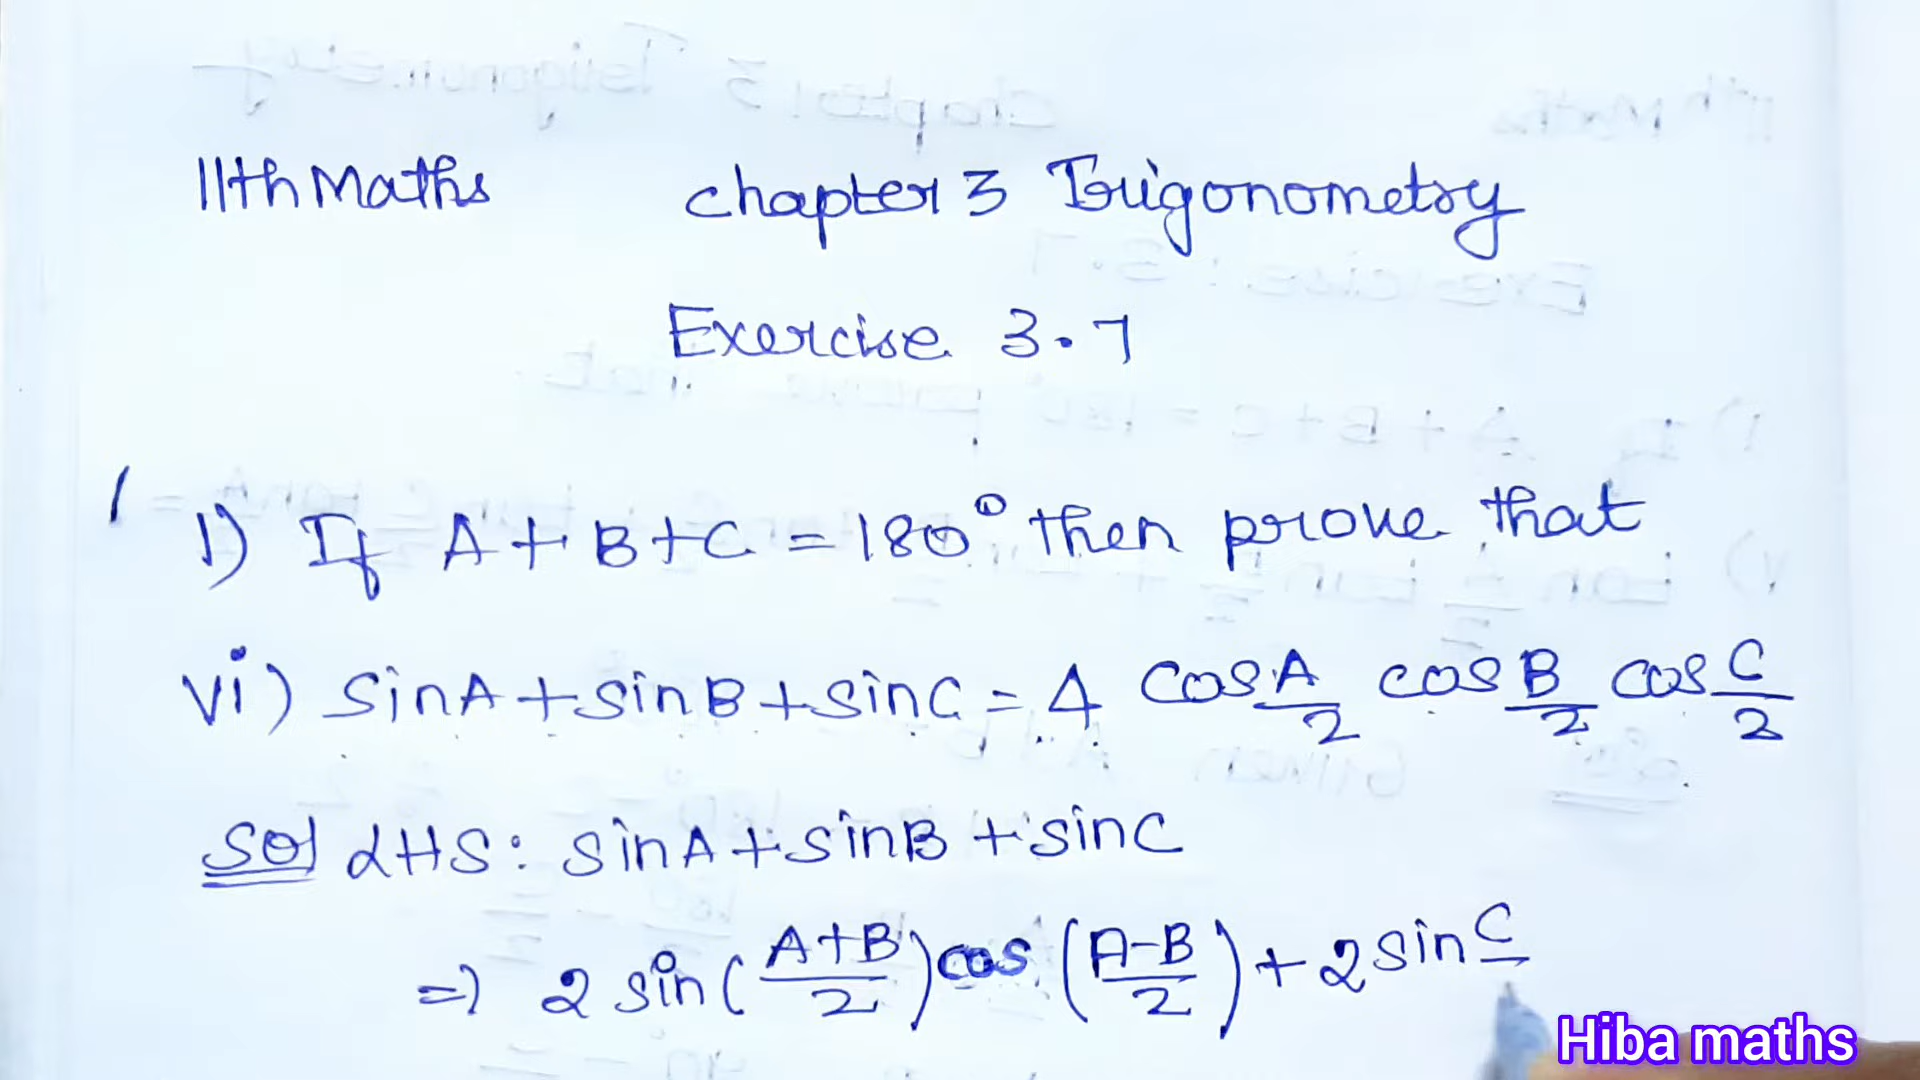 11th Maths chapter 3 Trigonometry
Exercise 3.7
1) If A + B + C = 180° then prove that
vi) sinA + sinB + sinC = 4 cos A/2 cos B/2 cos C/2
Sol LHS: sinA + sinB + sinC
=> 2 sin (A+B/2) cos (A-B/2) + 2 sin C/
Hiba maths